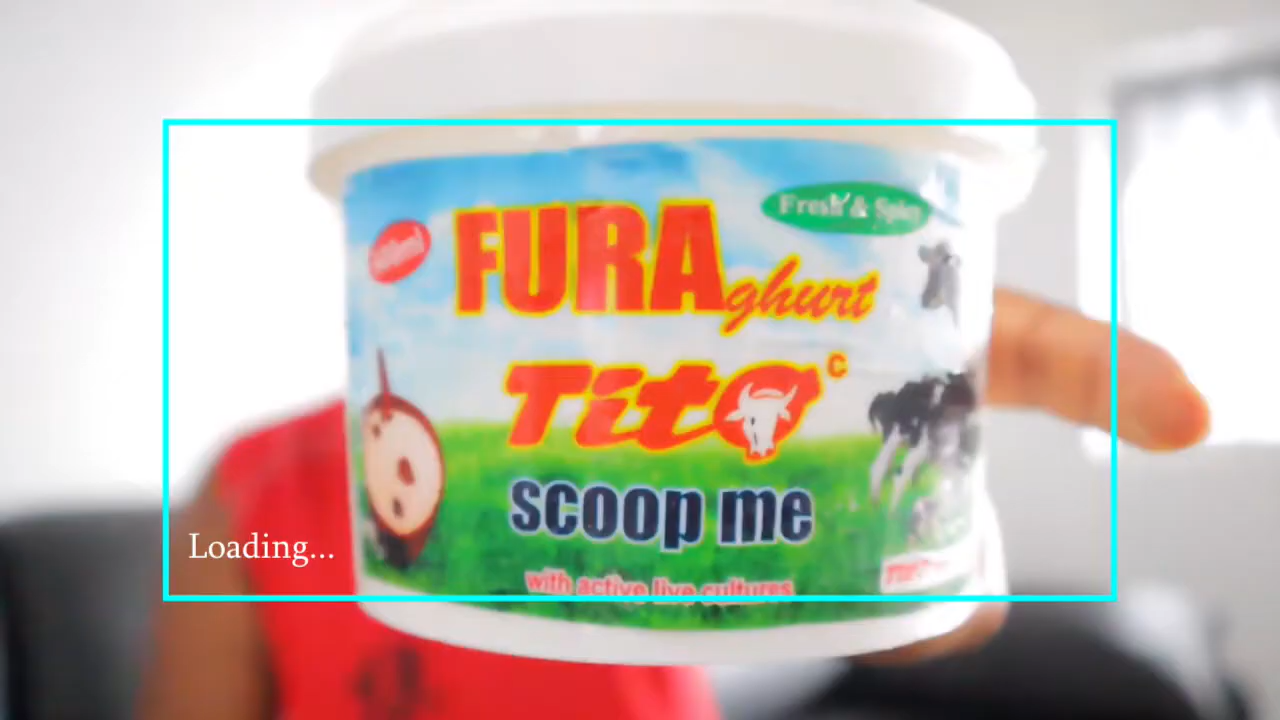 Fresh & Spicy
FURAghurt
Tito c
scoop me
with active live cultures
Loading...